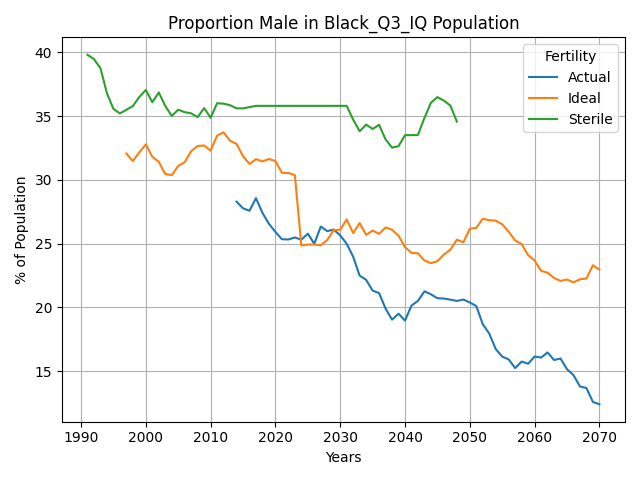 Proportion Male in Black_Q3_IQ Population
% of Population
40
35
30
25
20
15
Fertility
Actual
Ideal
Sterile
1990 2000 2010 2020 2030 2040 2050 2060 2070
Years